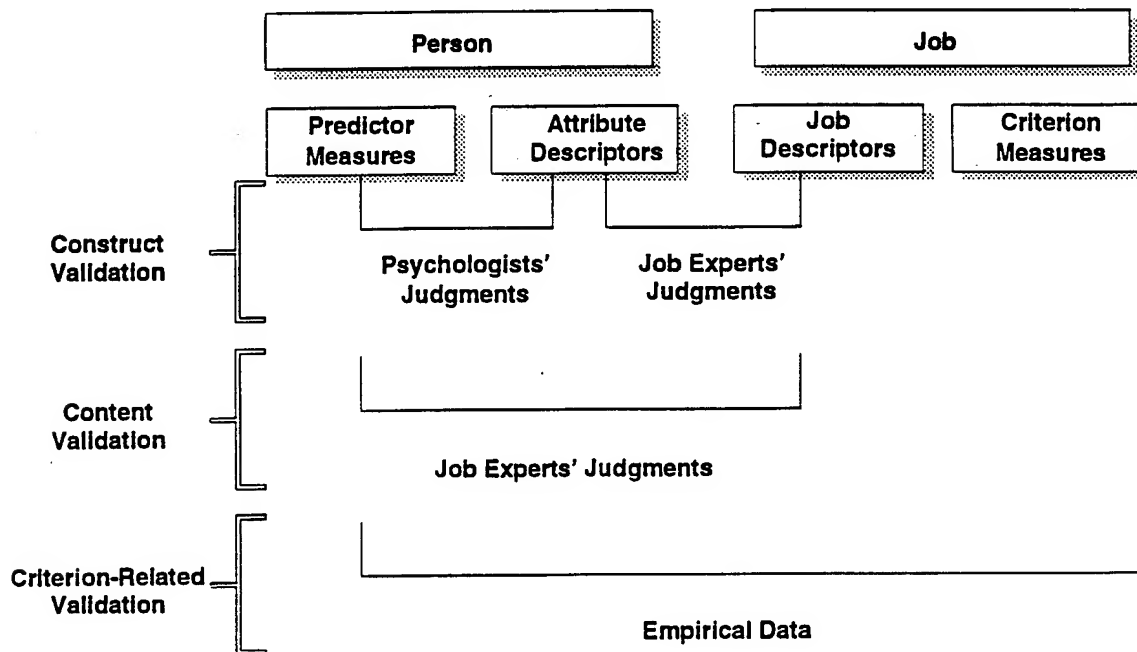 Person
Job
Predictor
Measures
Attribute
Descriptors
Job
Descriptors
Criterion
Measures
Construct
Validation
Psychologists'
Judgments
Job Experts'
Judgments
Content
Validation
Job Experts' Judgments
Criterion-Related
Validation
Empirical Data